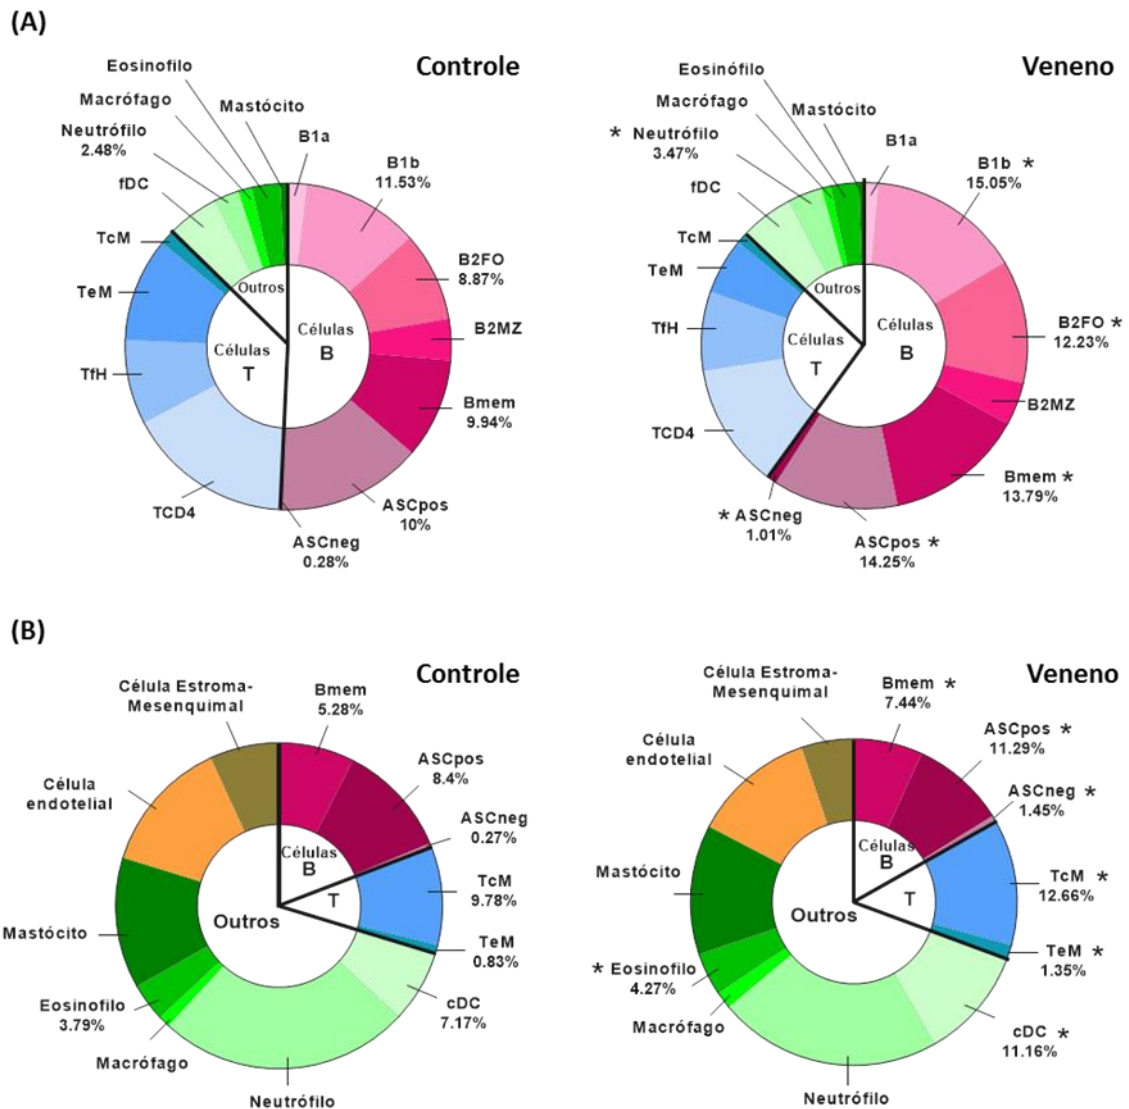 (A)
Controle
Eosinofilo
Macrófago
Mastócito
Neutrófilo
2.48%
B1a
B1b
11.53%
fDC
TcM
B2FO
8.87%
TeM
Outros
Células
B
B2MZ
Células
T
TfH
Bmem
9.94%
TCD4
ASCpos
10%
ASCneg
0.28%
Veneno
Eosinófilo
Macrófago
Mastócito
* Neutrófilo
3.47%
B1a
B1b *
15.05%
fDC
TcM
TeM
Outros
B2FO *
12.23%
TfH
Células
T
Células
B
B2MZ
TCD4
Bmem *
13.79%
* ASCneg
1.01%
ASCpos *
14.25%
(B)
Controle
Célula Estroma-
Mesenquimal
Bmem
5.28%
Célula
endotelial
ASCpos
8.4%
ASCneg
0.27%
Células
B
T
TcM
9.78%
Outros
Mastócito
TeM
0.83%
Eosinofilo
3.79%
cDC
7.17%
Macrófago
Neutrófilo
Veneno
Célula Estroma-
Mesenquimal
Bmem *
7.44%
ASCpos *
11.29%
Célula
endotelial
ASCneg *
1.45%
Células
B
T
TcM *
12.66%
Mastócito
Outros
TeM *
1.35%
* Eosinofilo
4.27%
cDC *
11.16%
Macrófago
Neutrófilo